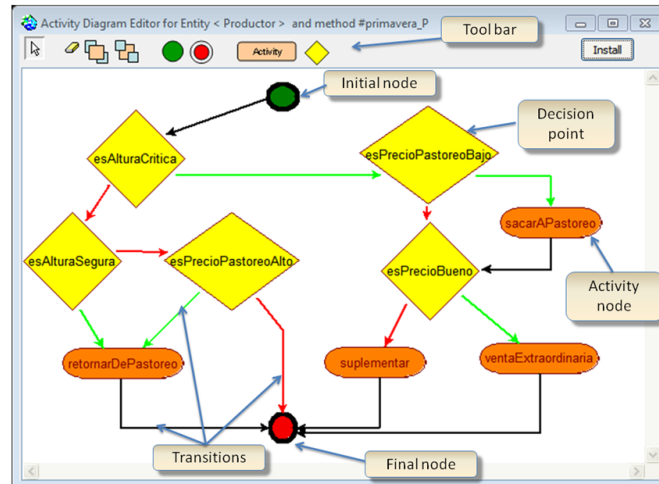 Activity Diagram Editor for Entity < Productor > and method #primavera_P
Tool bar
Activity
Install
Initial node
Decision
point
esAlturaCritica
esPrecioPastoreoBajo
sacarAPastoreo
esAlturaSegura
esPrecioPastoreoAlto
esPrecioBueno
Activity
node
retornarDePastoreo
suplementar
ventaExtraordinaria
Transitions
Final node